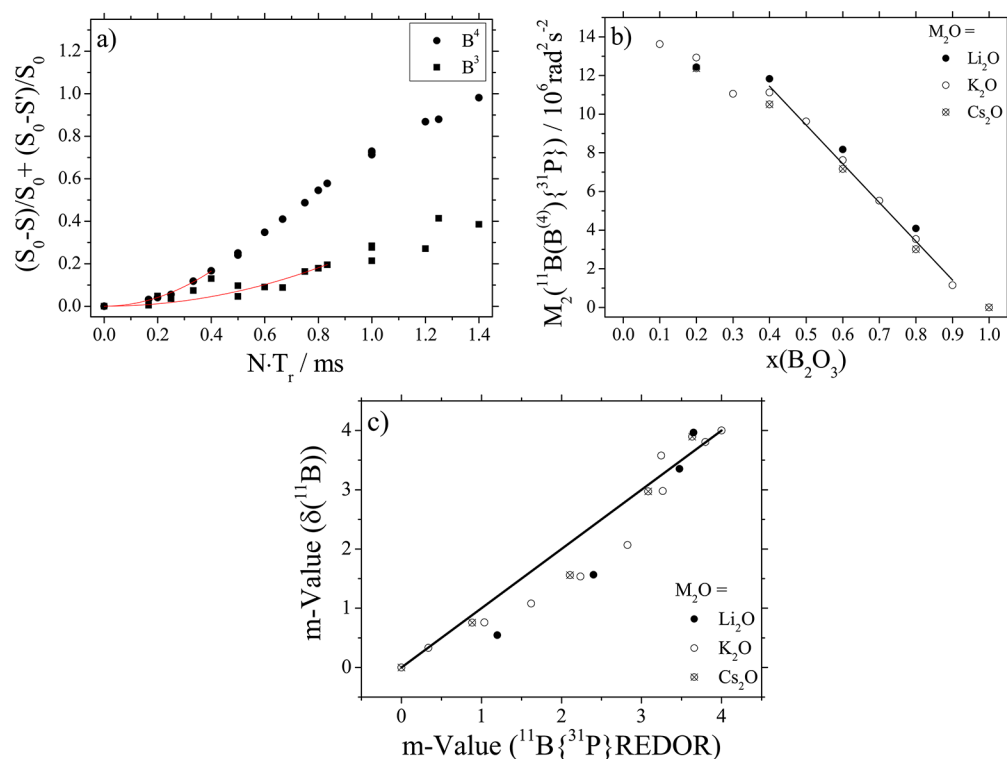 a)
B⁴
B³
(S₀-S)/S₀ + (S₀-S')/S₀
1.2
1.0
0.8
0.6
0.4
0.2
0.0
0.0 0.2 0.4 0.6 0.8 1.0 1.2 1.4
N·Tᵣ / ms
b)
M₂O =
Li₂O
K₂O
Cs₂O
M₂(¹¹B(B⁽⁴⁾){³¹P}) / 10⁶rad²s⁻²
14
12
10
8
6
4
2
0
0.0 0.1 0.2 0.3 0.4 0.5 0.6 0.7 0.8 0.9 1.0
x(B₂O₃)
c)
m-Value (δ(¹¹B))
4
3
2
1
0
M₂O =
Li₂O
K₂O
Cs₂O
0 1 2 3 4
m-Value (¹¹B{³¹P}REDOR)